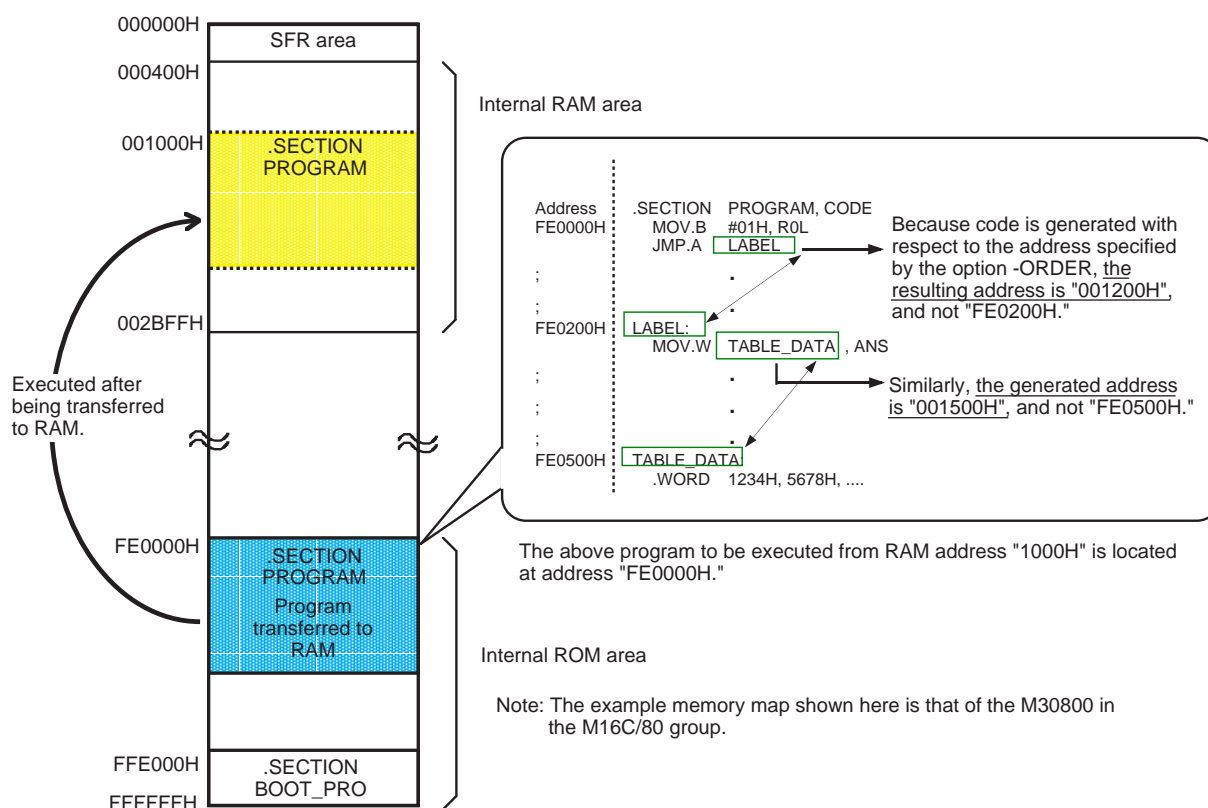 000000H
SFR area
000400H
Internal RAM area
001000H
.SECTION
PROGRAM
002BFFH
Executed after
being transferred
to RAM.
Address .SECTION PROGRAM, CODE
FE0000H MOV.B #01H, R0L
JMP.A LABEL
; .
; .
FE0200H LABEL:
MOV.W TABLE_DATA , ANS
; .
; .
; .
FE0500H TABLE_DATA:
.WORD 1234H, 5678H, ....
Because code is generated with
respect to the address specified
by the option -ORDER, the
resulting address is "001200H",
and not "FE0200H."
Similarly, the generated address
is "001500H", and not "FE0500H."
The above program to be executed from RAM address "1000H" is located
at address "FE0000H."
FE0000H
.SECTION
PROGRAM
Program
transferred to
RAM
Internal ROM area
Note: The example memory map shown here is that of the M30800 in
the M16C/80 group.
FFE000H
.SECTION
BOOT_PRO
FFFFFFH